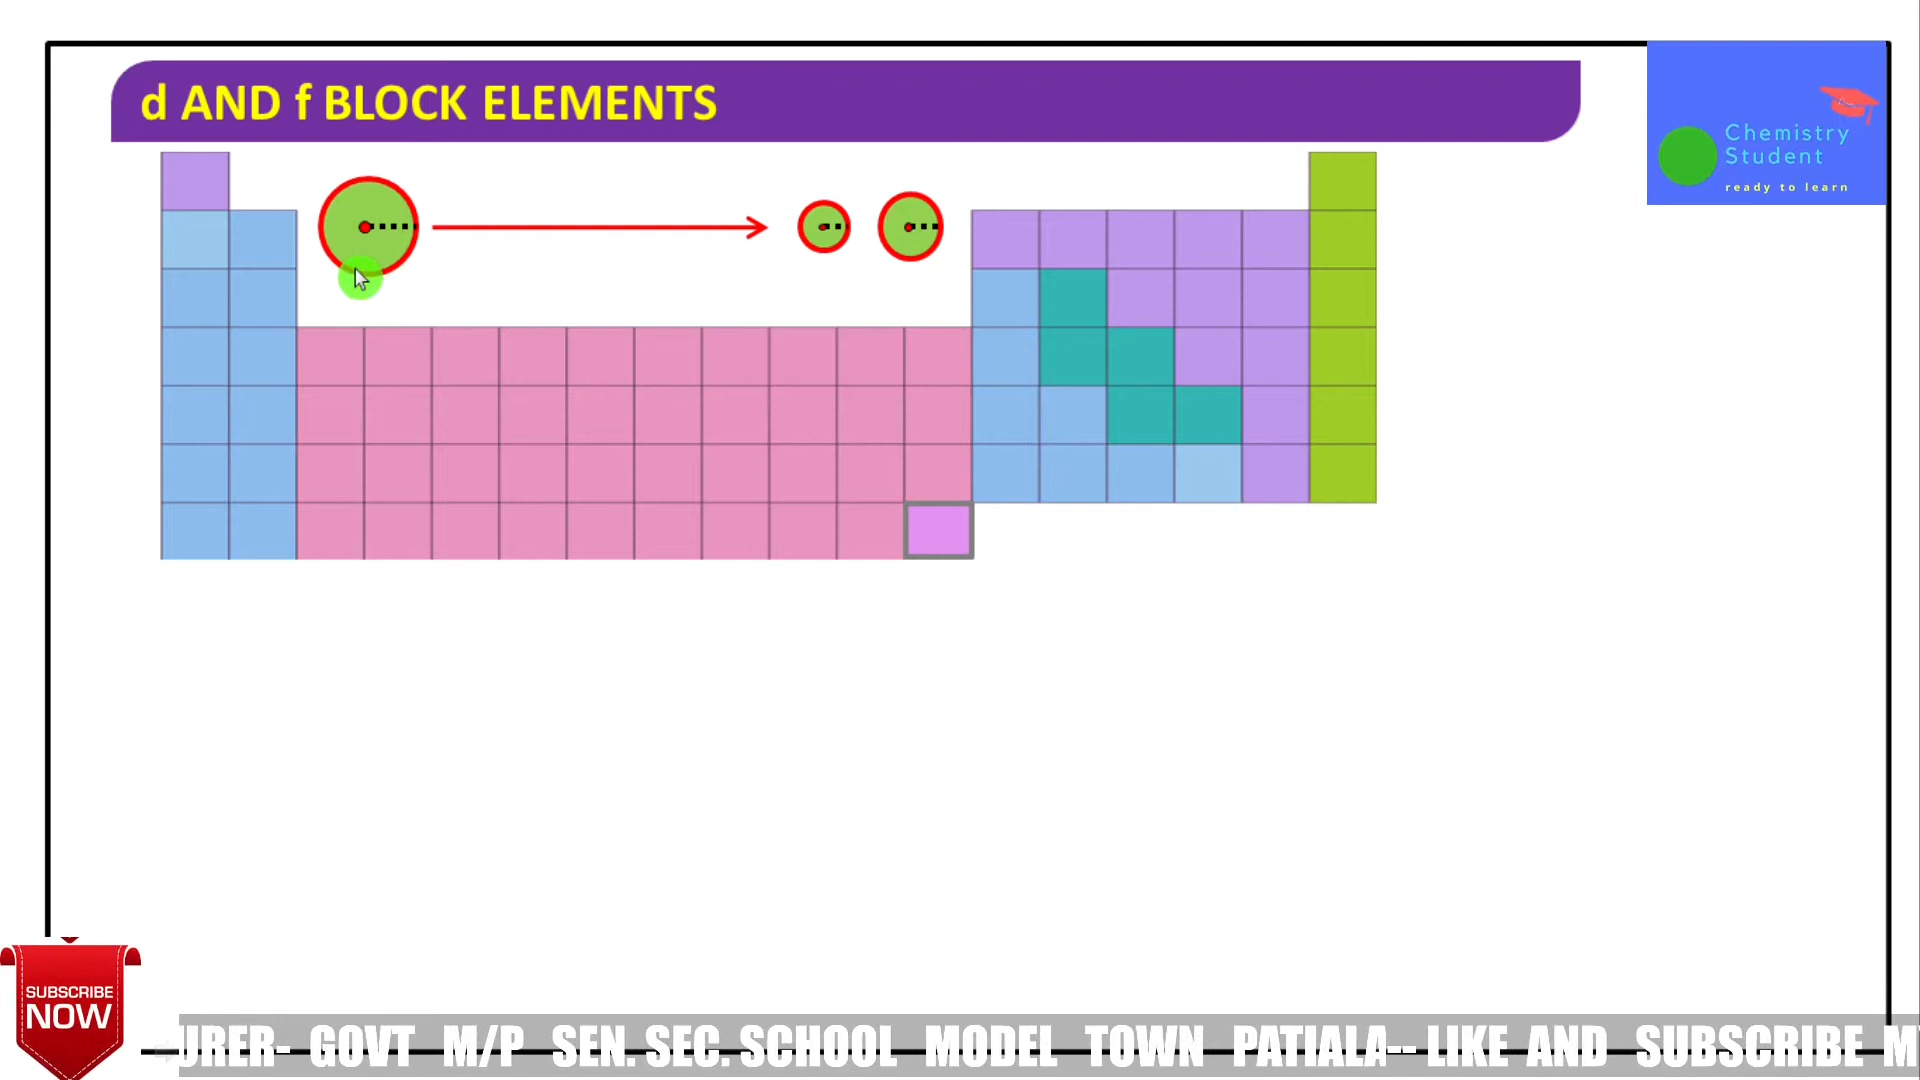 d AND f BLOCK ELEMENTS
Chemistry
Student
ready to learn
SUBSCRIBE
NOW
URER- GOVT M/P SEN. SEC. SCHOOL MODEL TOWN PATIALA-- LIKE AND SUBSCRIBE M